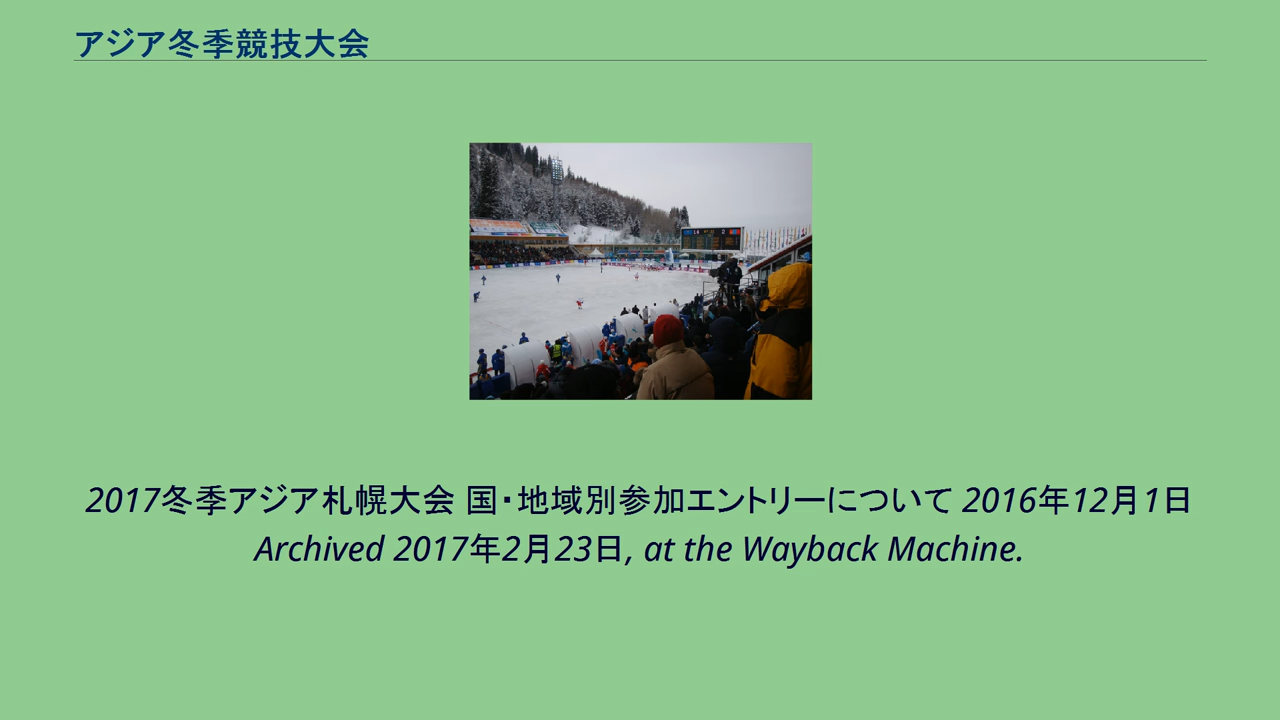 アジア冬季競技大会
2017冬季アジア札幌大会 国・地域別参加エントリーについて 2016年12月1日
Archived 2017年2月23日, at the Wayback Machine.